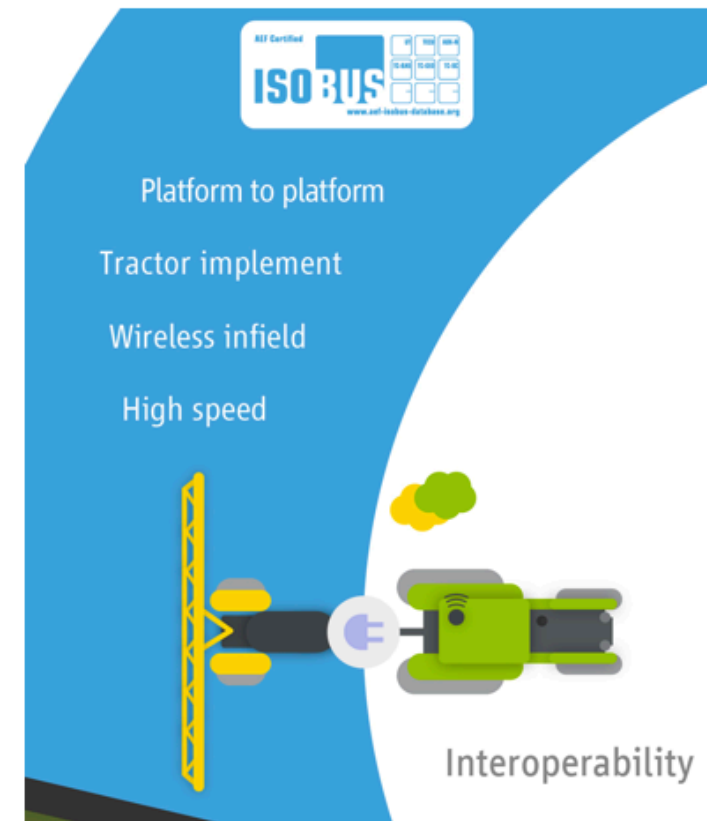 AEF Certified
ISOBUS
www.aef-isobus-database.org
Platform to platform
Tractor implement
Wireless infield
High speed
Interoperability